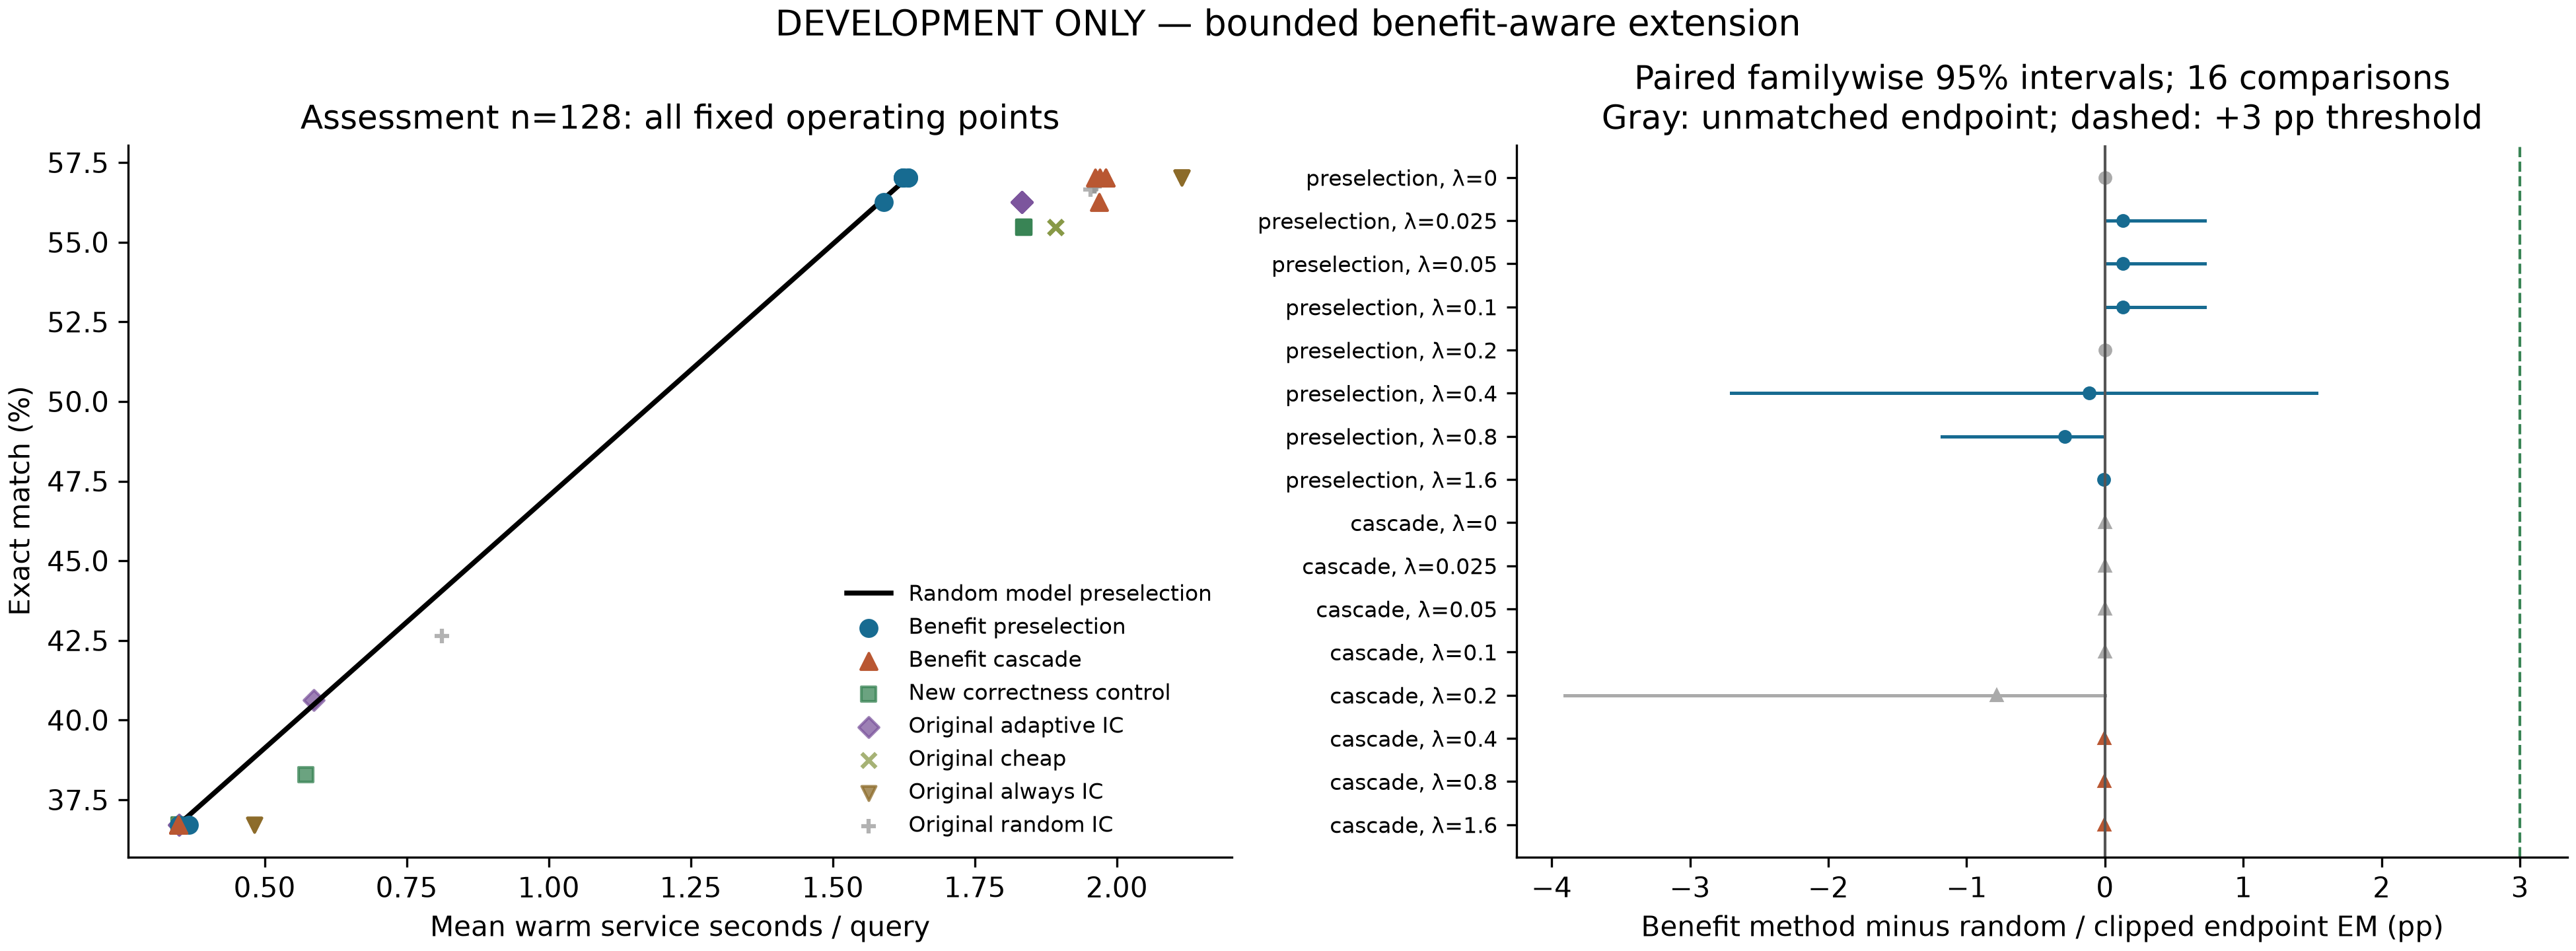 DEVELOPMENT ONLY — bounded benefit-aware extension
Assessment n=128: all fixed operating points
57.5
55.0
52.5
50.0
47.5
45.0
42.5
40.0
37.5
Exact match (%)
0.50
0.75
1.00
1.25
1.50
1.75
2.00
Mean warm service seconds / query
Random model preselection
Benefit preselection
Benefit cascade
New correctness control
Original adaptive IC
Original cheap
Original always IC
Original random IC
Paired familywise 95% intervals; 16 comparisons
Gray: unmatched endpoint; dashed: +3 pp threshold
preselection, λ=0
preselection, λ=0.025
preselection, λ=0.05
preselection, λ=0.1
preselection, λ=0.2
preselection, λ=0.4
preselection, λ=0.8
preselection, λ=1.6
cascade, λ=0
cascade, λ=0.025
cascade, λ=0.05
cascade, λ=0.1
cascade, λ=0.2
cascade, λ=0.4
cascade, λ=0.8
cascade, λ=1.6
−4
−3
−2
−1
0
1
2
3
Benefit method minus random / clipped endpoint EM (pp)